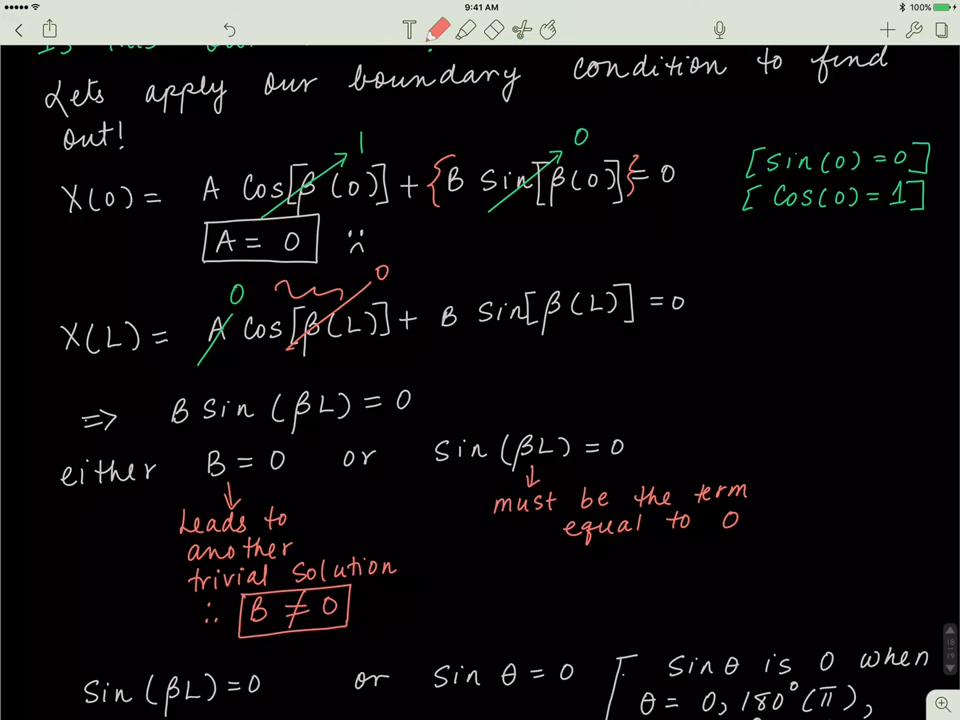 9:41 AM
100%
T
Lets apply our boundary condition to find
out!
1
0
X(0) = A Cos[β(0)] + {B Sin[β(0)]} = 0
[Sin(0) = 0]
[Cos(0) = 1]
A = 0
0
0
X(L) = A Cos[β(L)] + B Sin[β(L)] = 0
=> B Sin (βL) = 0
either B = 0 or Sin (βL) = 0
Leads to
another
trivial solution
∴ B ≠ 0
must be the term
equal to 0
Sin (βL) = 0 or Sin θ = 0
[ Sinθ is 0 when
θ = 0, 180° (π),
18
19